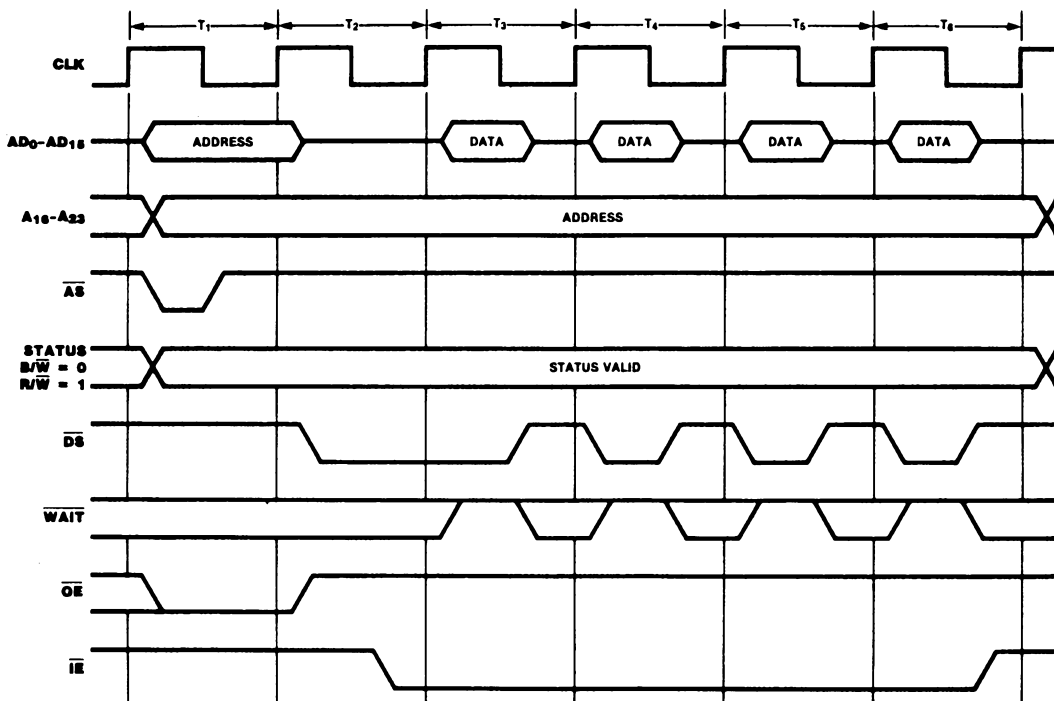 T1 T2 T3 T4 T5 T6
CLK
AD0-AD15 ADDRESS DATA DATA DATA DATA
A16-A23 ADDRESS
AS
STATUS
B/W = 0 STATUS VALID
R/W = 1
DS
WAIT
OE
IE